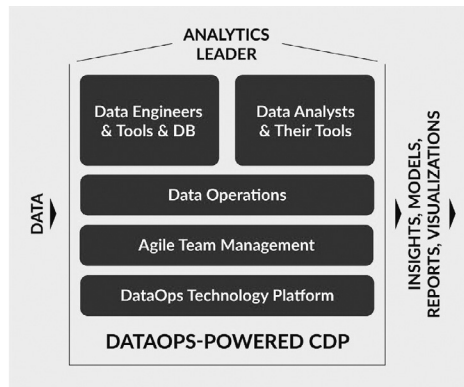 ANALYTICS
LEADER
Data Engineers
& Tools & DB
Data Analysts
& Their Tools
Data Operations
Agile Team Management
DataOps Technology Platform
DATAOPS-POWERED CDP
DATA
INSIGHTS, MODELS,
REPORTS, VISUALIZATIONS